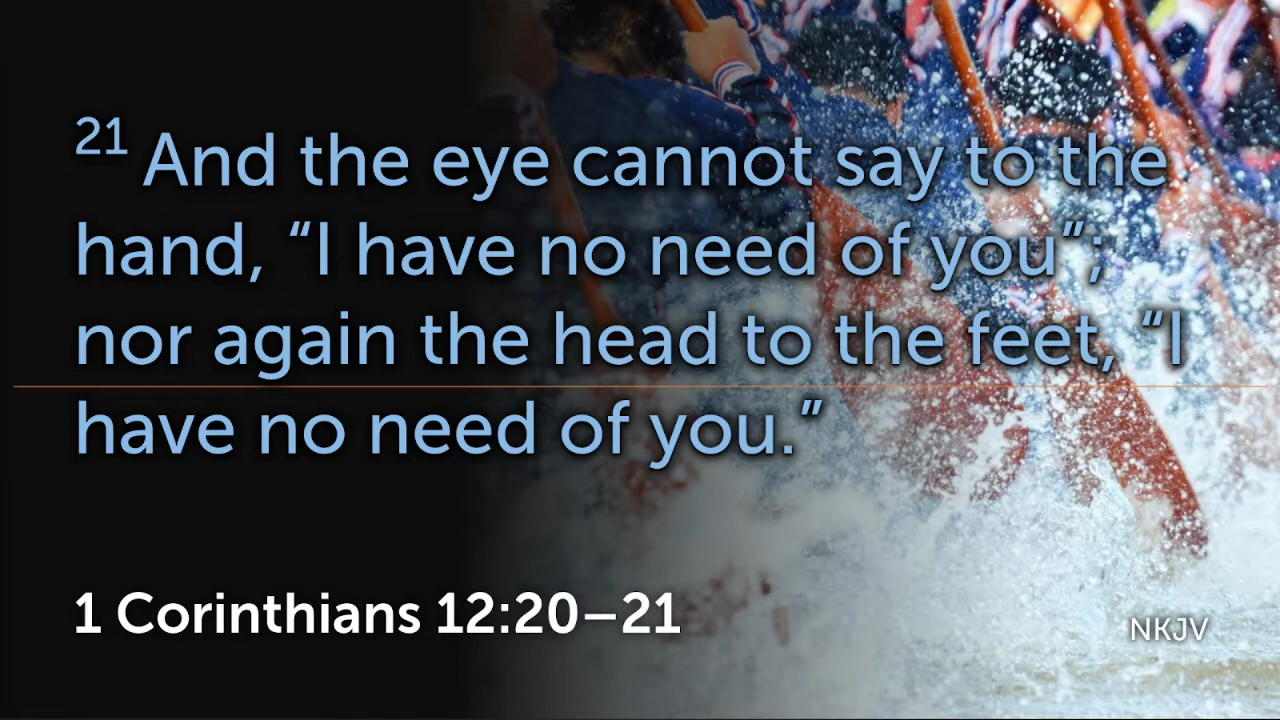 21 And the eye cannot say to the
hand, “I have no need of you”;
nor again the head to the feet, “I
have no need of you.”
1 Corinthians 12:20–21
NKJV